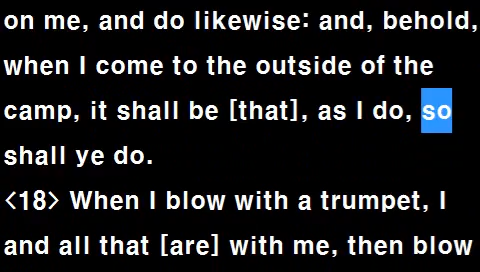 on me, and do likewise: and, behold,
when I come to the outside of the
camp, it shall be [that], as I do, so
shall ye do.
<18> When I blow with a trumpet, I
and all that [are] with me, then blow